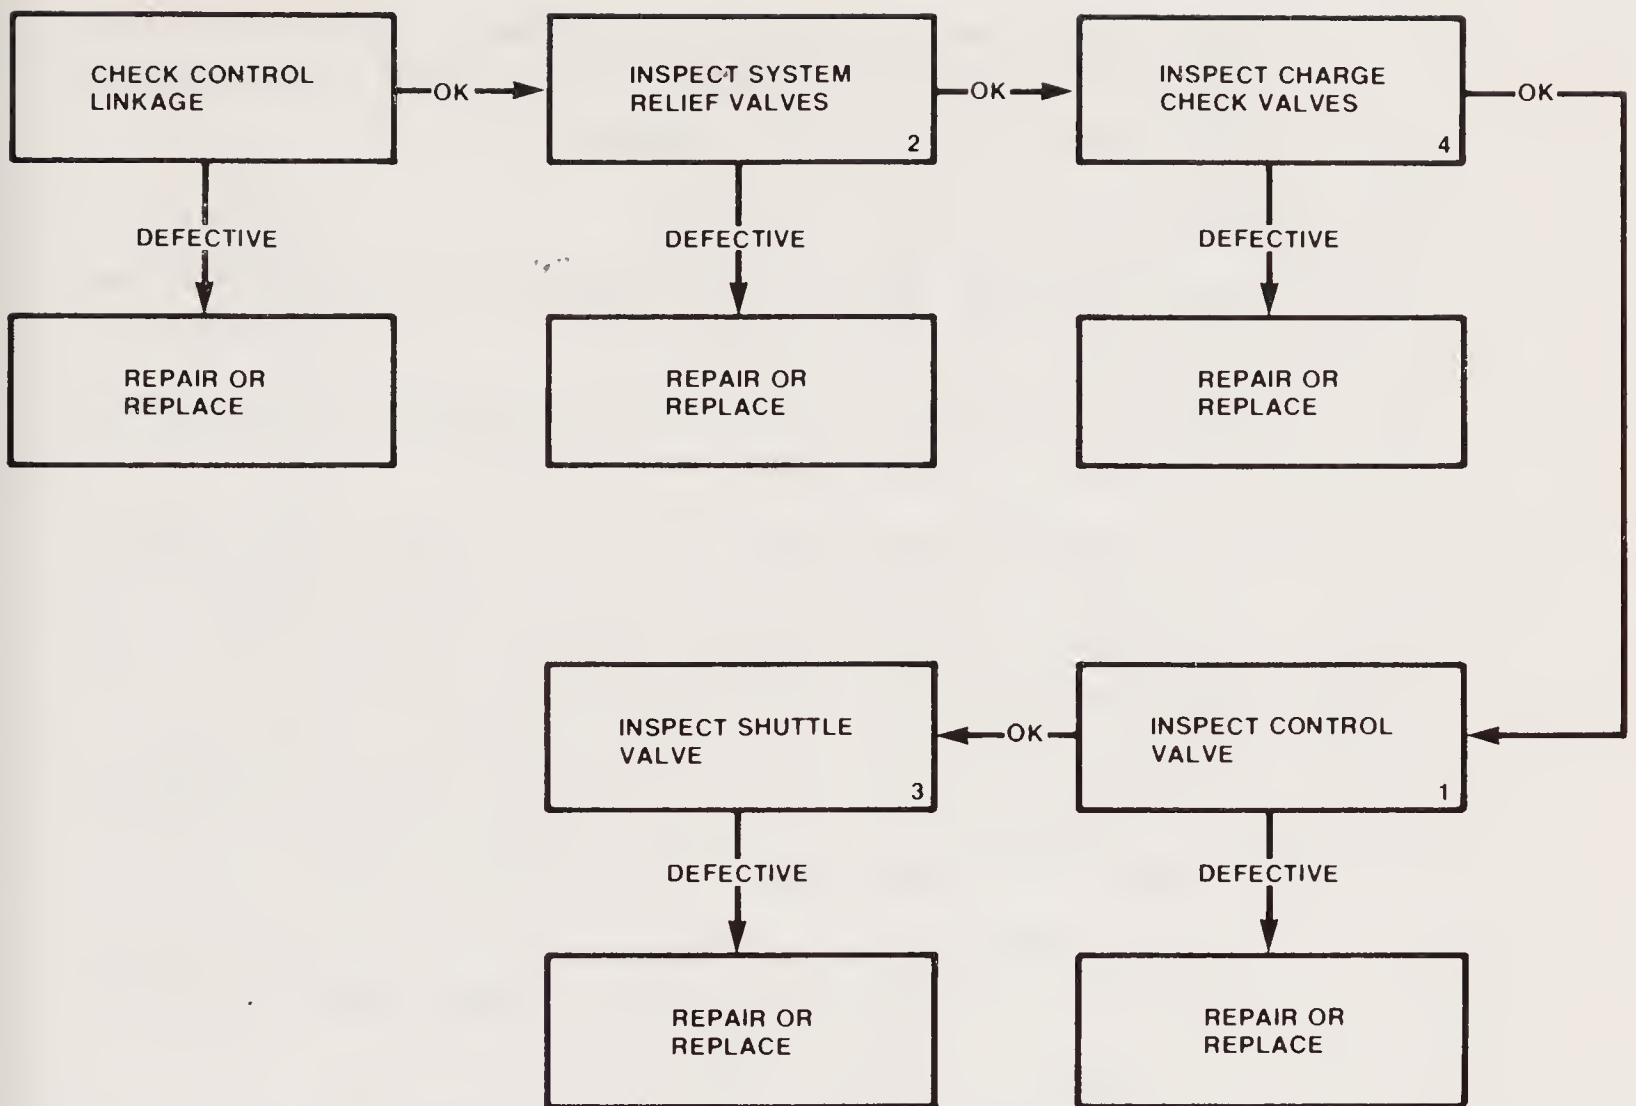 CHECK CONTROL
LINKAGE
OK
INSPECT SYSTEM
RELIEF VALVES
2
OK
INSPECT CHARGE
CHECK VALVES
4
OK
DEFECTIVE
DEFECTIVE
DEFECTIVE
REPAIR OR
REPLACE
REPAIR OR
REPLACE
REPAIR OR
REPLACE
INSPECT SHUTTLE
VALVE
3
OK
INSPECT CONTROL
VALVE
1
DEFECTIVE
DEFECTIVE
REPAIR OR
REPLACE
REPAIR OR
REPLACE